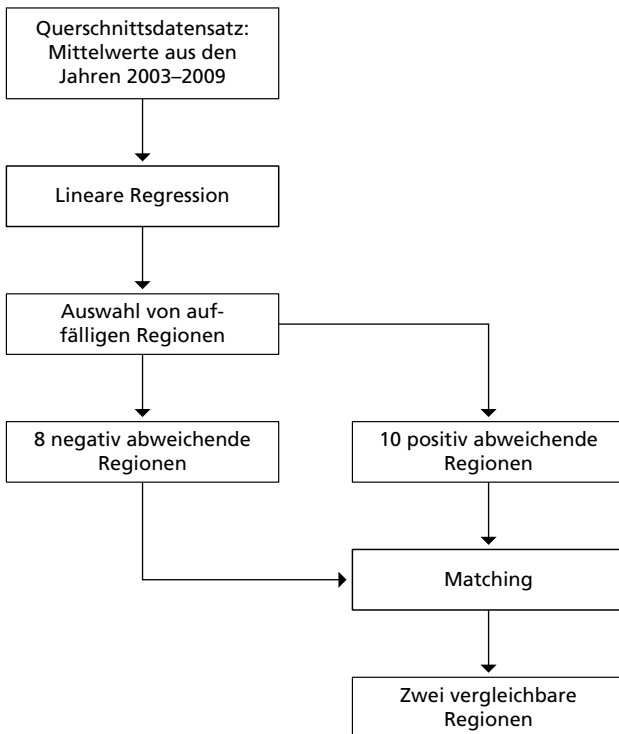 Querschnittsdatensatz:
Mittelwerte aus den
Jahren 2003–2009
Lineare Regression
Auswahl von auf-
fälligen Regionen
8 negativ abweichende
Regionen
10 positiv abweichende
Regionen
Matching
Zwei vergleichbare
Regionen